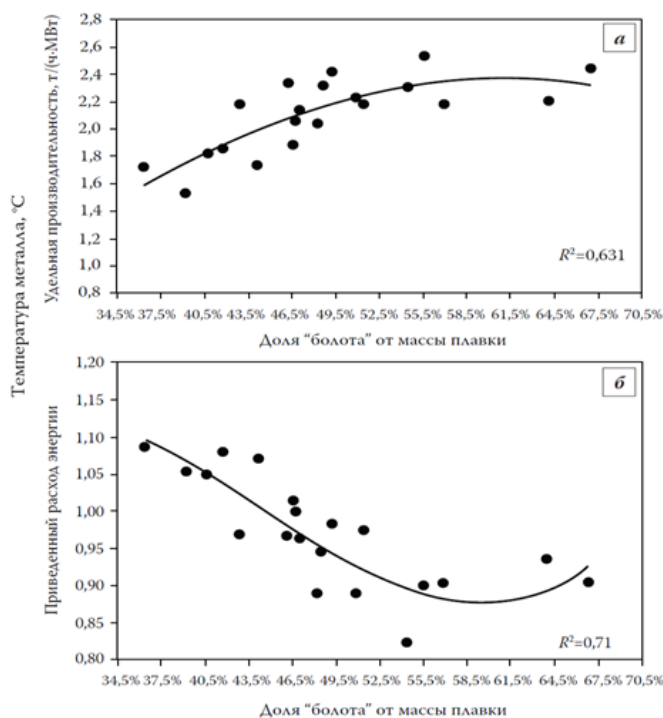 Температура металла, °C
Удельная производительность, т/(ч·МВт)
2,8
2,6
2,4
2,2
2,0
1,8
1,6
1,4
1,2
1,0
0,8
а
R²=0,631
34,5% 37,5% 40,5% 43,5% 46,5% 49,5% 52,5% 55,5% 58,5% 61,5% 64,5% 67,5% 70,5%
Доля "болота" от массы плавки
Приведенный расход энергии
1,20
1,15
1,10
1,05
1,00
0,95
0,90
0,85
0,80
б
R²=0,71
34,5% 37,5% 40,5% 43,5% 46,5% 49,5% 52,5% 55,5% 58,5% 61,5% 64,5% 67,5% 70,5%
Доля "болота" от массы плавки